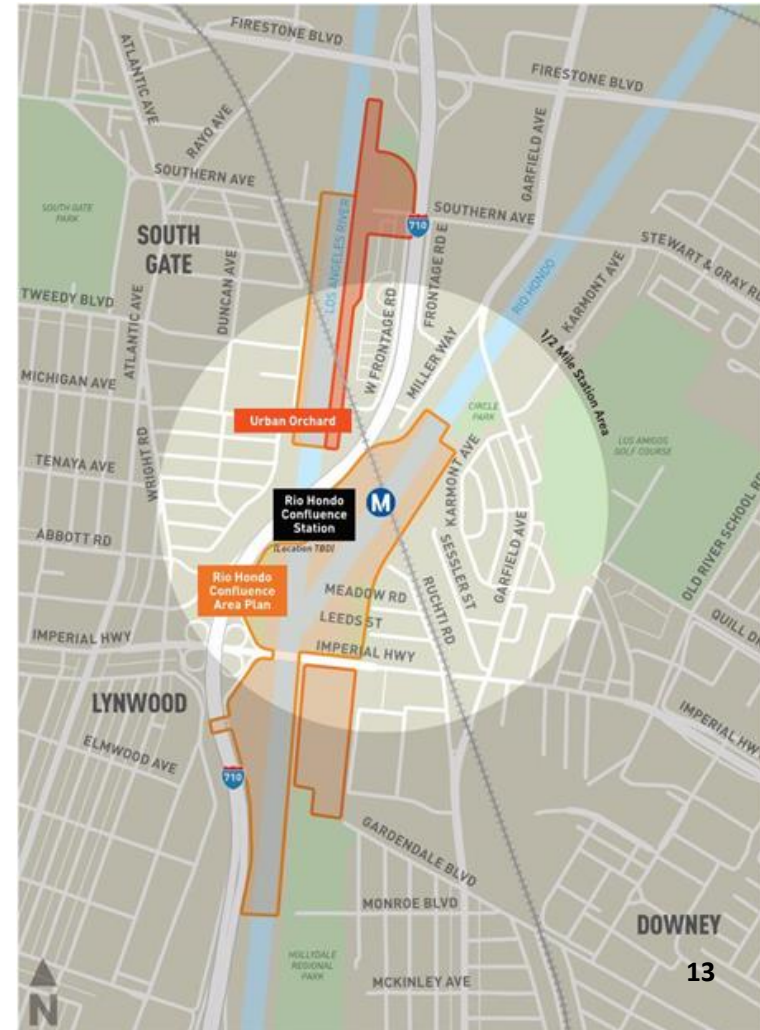 FIRESTONE BLVD
FIRESTONE BLVD
ATLANTIC AVE
RAYO AVE
GARFIELD AVE
SOUTHERN AVE
SOUTH GATE
PARK
LOS ANGELES RIVER
SOUTHERN AVE
710
SOUTH
GATE
STEWART & GRAY RD
DUNCAN AVE
FRONTAGE RD E
RIO HONDO
KARMONT AVE
TWEEDY BLVD
ATLANTIC AVE
W FRONTAGE RD
MILLER WAY
1/2 Mile Station Area
MICHIGAN AVE
Urban Orchard
CIRCLE
PARK
WRIGHT RD
LOS AMIGOS
GOLF COURSE
TENAYA AVE
KARMONT AVE
Rio Hondo
Confluence
Station
M
(Location TBD)
OLD RIVER SCHOOL RD
ABBOTT RD
SESSLER ST
GARFIELD AVE
Rio Hondo
Confluence
Area Plan
MEADOW RD
RUCHTI RD
LEEDS ST
QUILL DR
IMPERIAL HWY
IMPERIAL HWY
IMPERIAL HWY
LYNWOOD
ELMWOOD AVE
710
GARDENDALE BLVD
MONROE BLVD
DOWNEY
HOLLYDALE
REGIONAL
PARK
13
MCKINLEY AVE
N